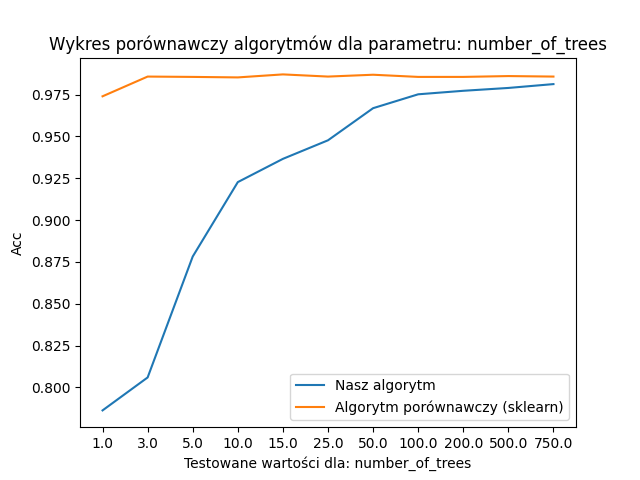 Wykres porównawczy algorytmów dla parametru: number_of_trees
0.975
0.950
0.925
0.900
0.875
0.850
0.825
0.800
Acc
Nasz algorytm
Algorytm porównawczy (sklearn)
1.0 3.0 5.0 10.0 15.0 25.0 50.0 100.0 200.0 500.0 750.0
Testowane wartości dla: number_of_trees